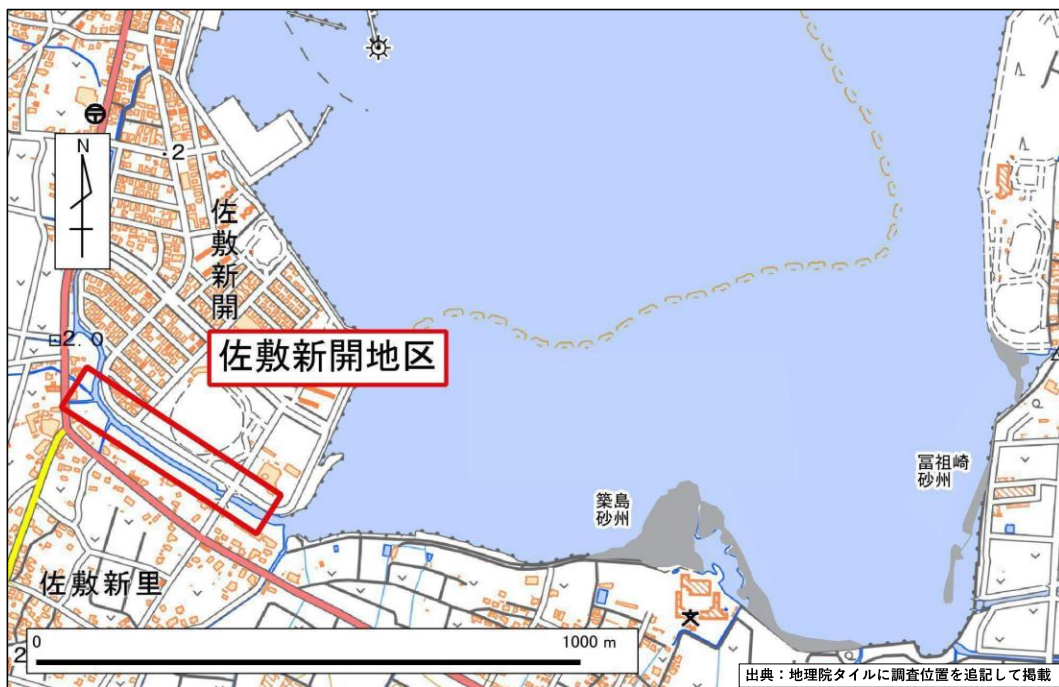 N
2
佐敷新開
2.0
佐敷新開地区
築島
砂州
冨祖崎
砂州
佐敷新里
0
1000 m
2
出典：地理院タイルに調査位置を追記して掲載